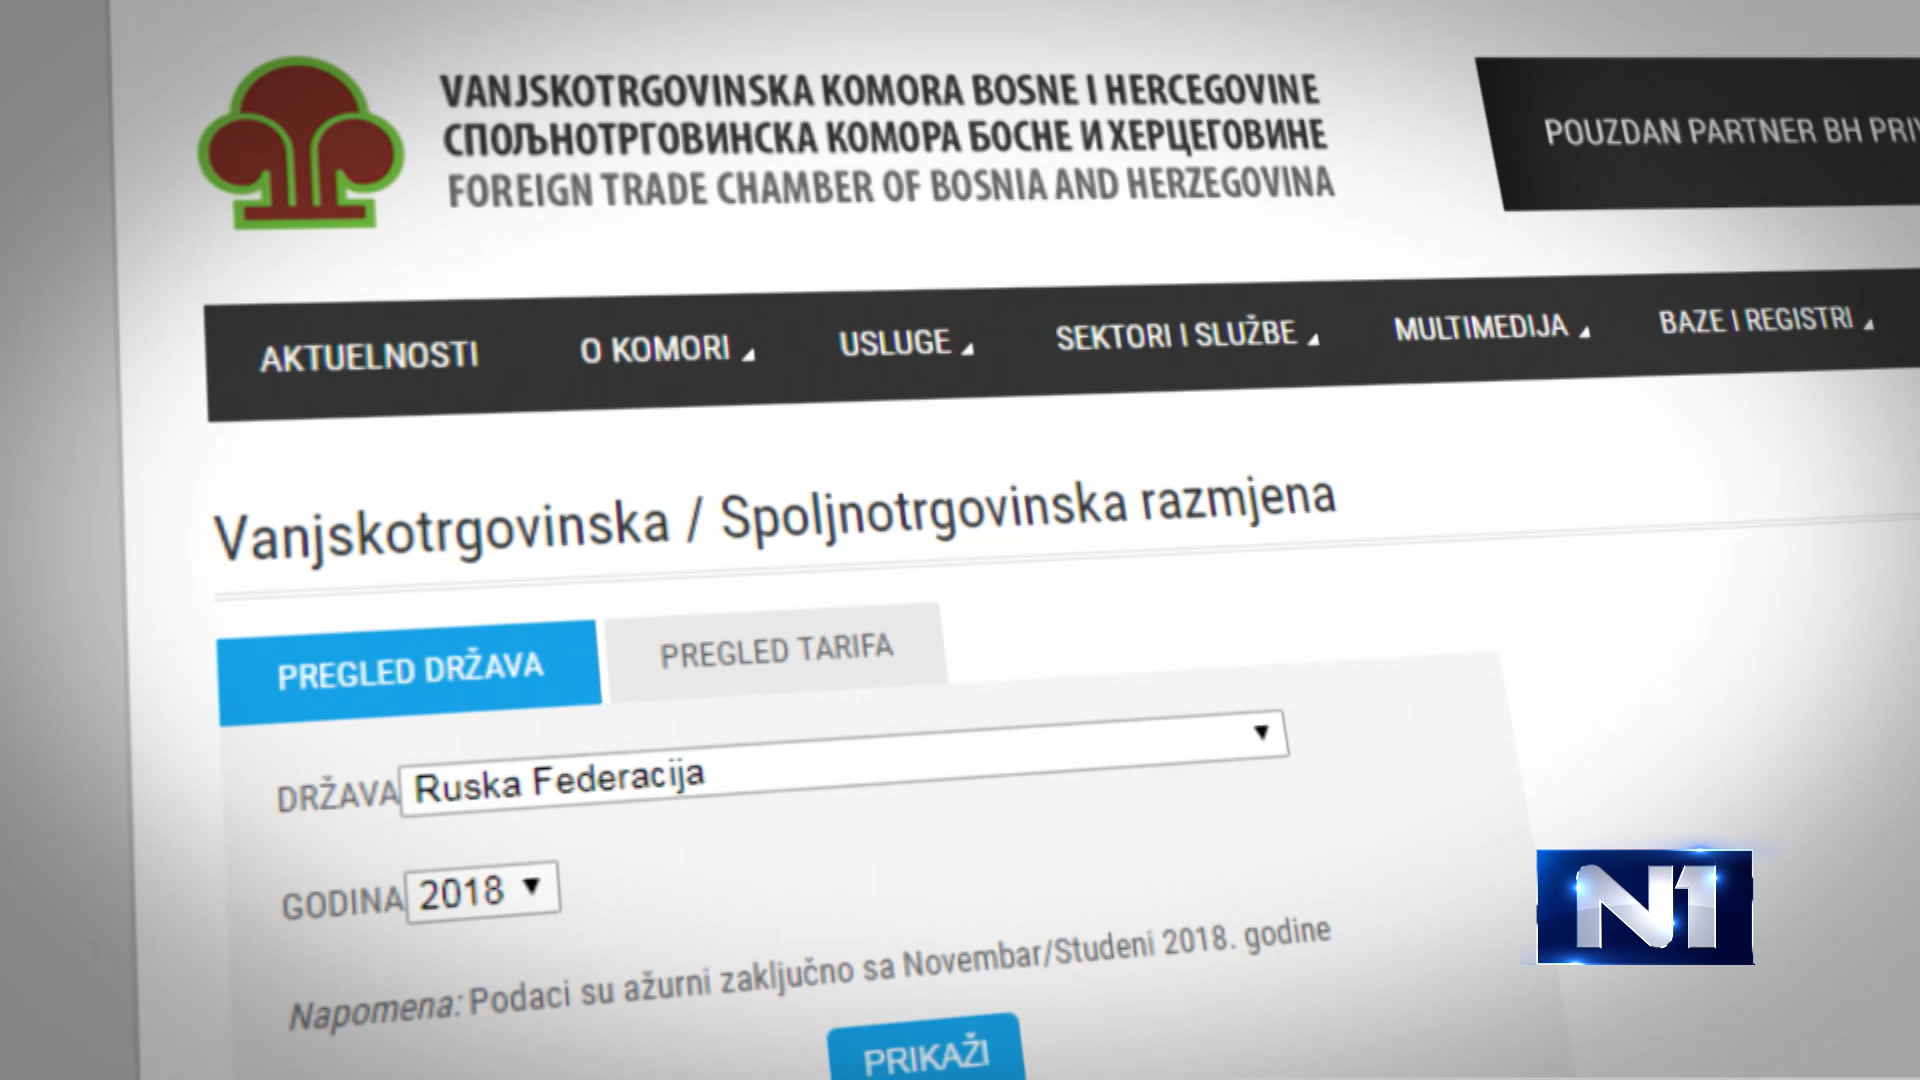 VANJSKOTRGOVINSKA KOMORA BOSNE I HERCEGOVINE
СПОЉНОТРГОВИНСКА КОМОРА БОСНЕ И ХЕРЦЕГОВИНЕ
FOREIGN TRADE CHAMBER OF BOSNIA AND HERZEGOVINA
POUZDAN PARTNER BH
AKTUELNOSTI O KOMORI USLUGE SEKTORI I SLUŽBE MULTIMEDIJA BAZE I REGISTRI
Vanjskotrgovinska / Spoljnotrgovinska razmjena
PREGLED DRŽAVA PREGLED TARIFA
DRŽAVA Ruska Federacija
GODINA 2018
Napomena: Podaci su ažurni zaključno sa Novembar/Studeni 2018. godine
PRIKAŽI
N1